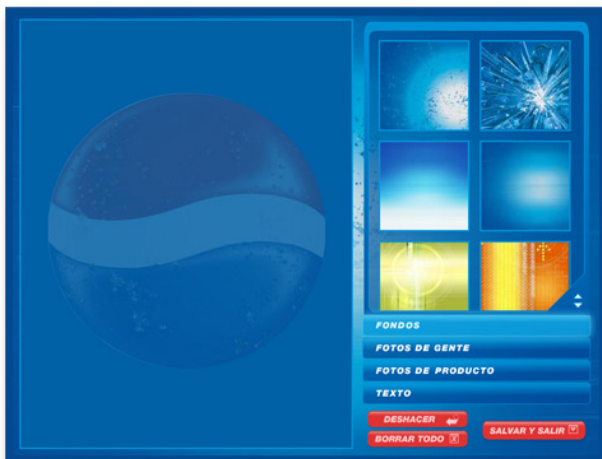 FONDOS
FOTOS DE GENTE
FOTOS DE PRODUCTO
TEXTO
DESHACER
BORRAR TODO
SALVAR Y SALIR